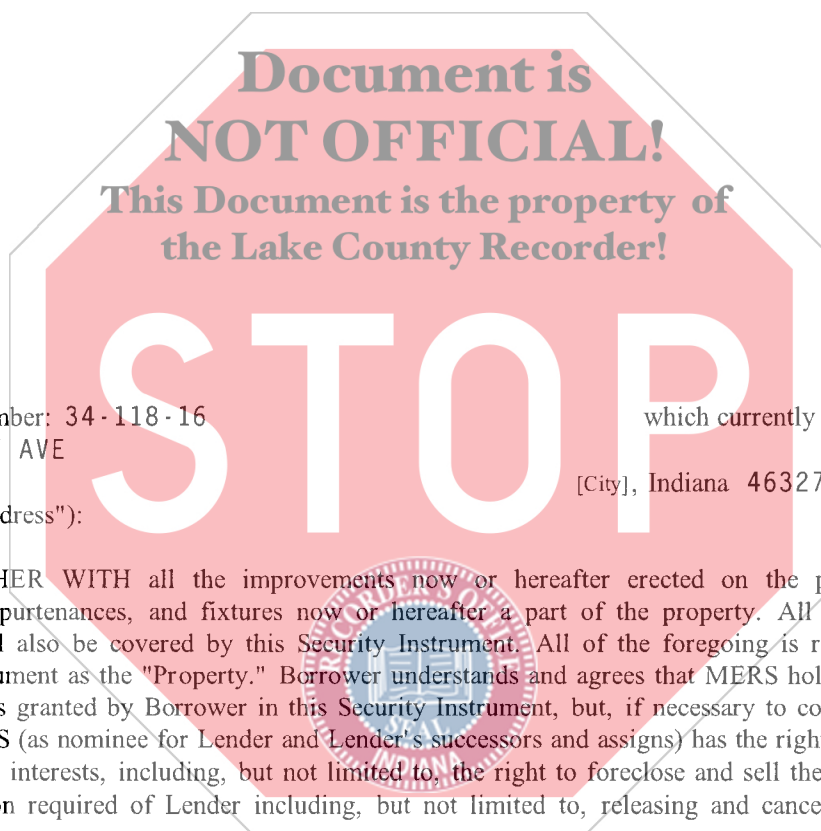 Document is
NOT OFFICIAL!
This Document is the property of
the Lake County Recorder!
STOP
mber: 34-118-16 which currently
AVE
[City], Indiana 46327
dress"):
HER WITH all the improvements now or hereafter erected on the p
purtenances, and fixtures now or hereafter a part of the property. All
l also be covered by this Security Instrument. All of the foregoing is r
ument as the "Property." Borrower understands and agrees that MERS hol
s granted by Borrower in this Security Instrument, but, if necessary to co
S (as nominee for Lender and Lender's successors and assigns) has the righ
interests, including, but not limited to, the right to foreclose and sell the
on required of Lender including, but not limited to, releasing and cance
RECORDER'S OFFICE
SEAL
INDIANA